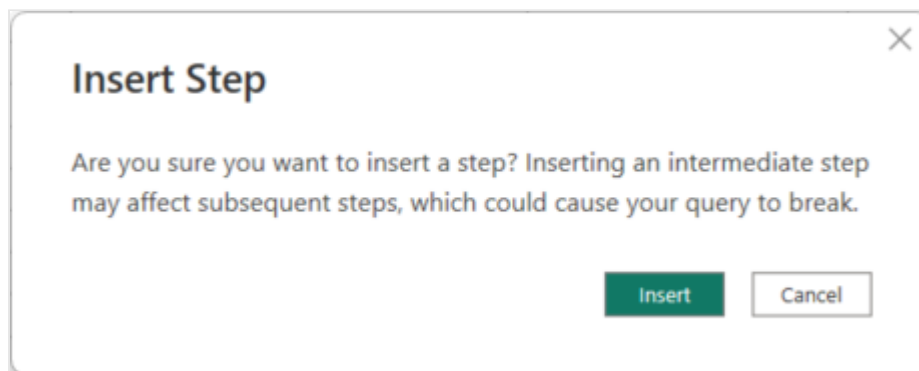 Insert Step
Are you sure you want to insert a step? Inserting an intermediate step
may affect subsequent steps, which could cause your query to break.
Insert
Cancel